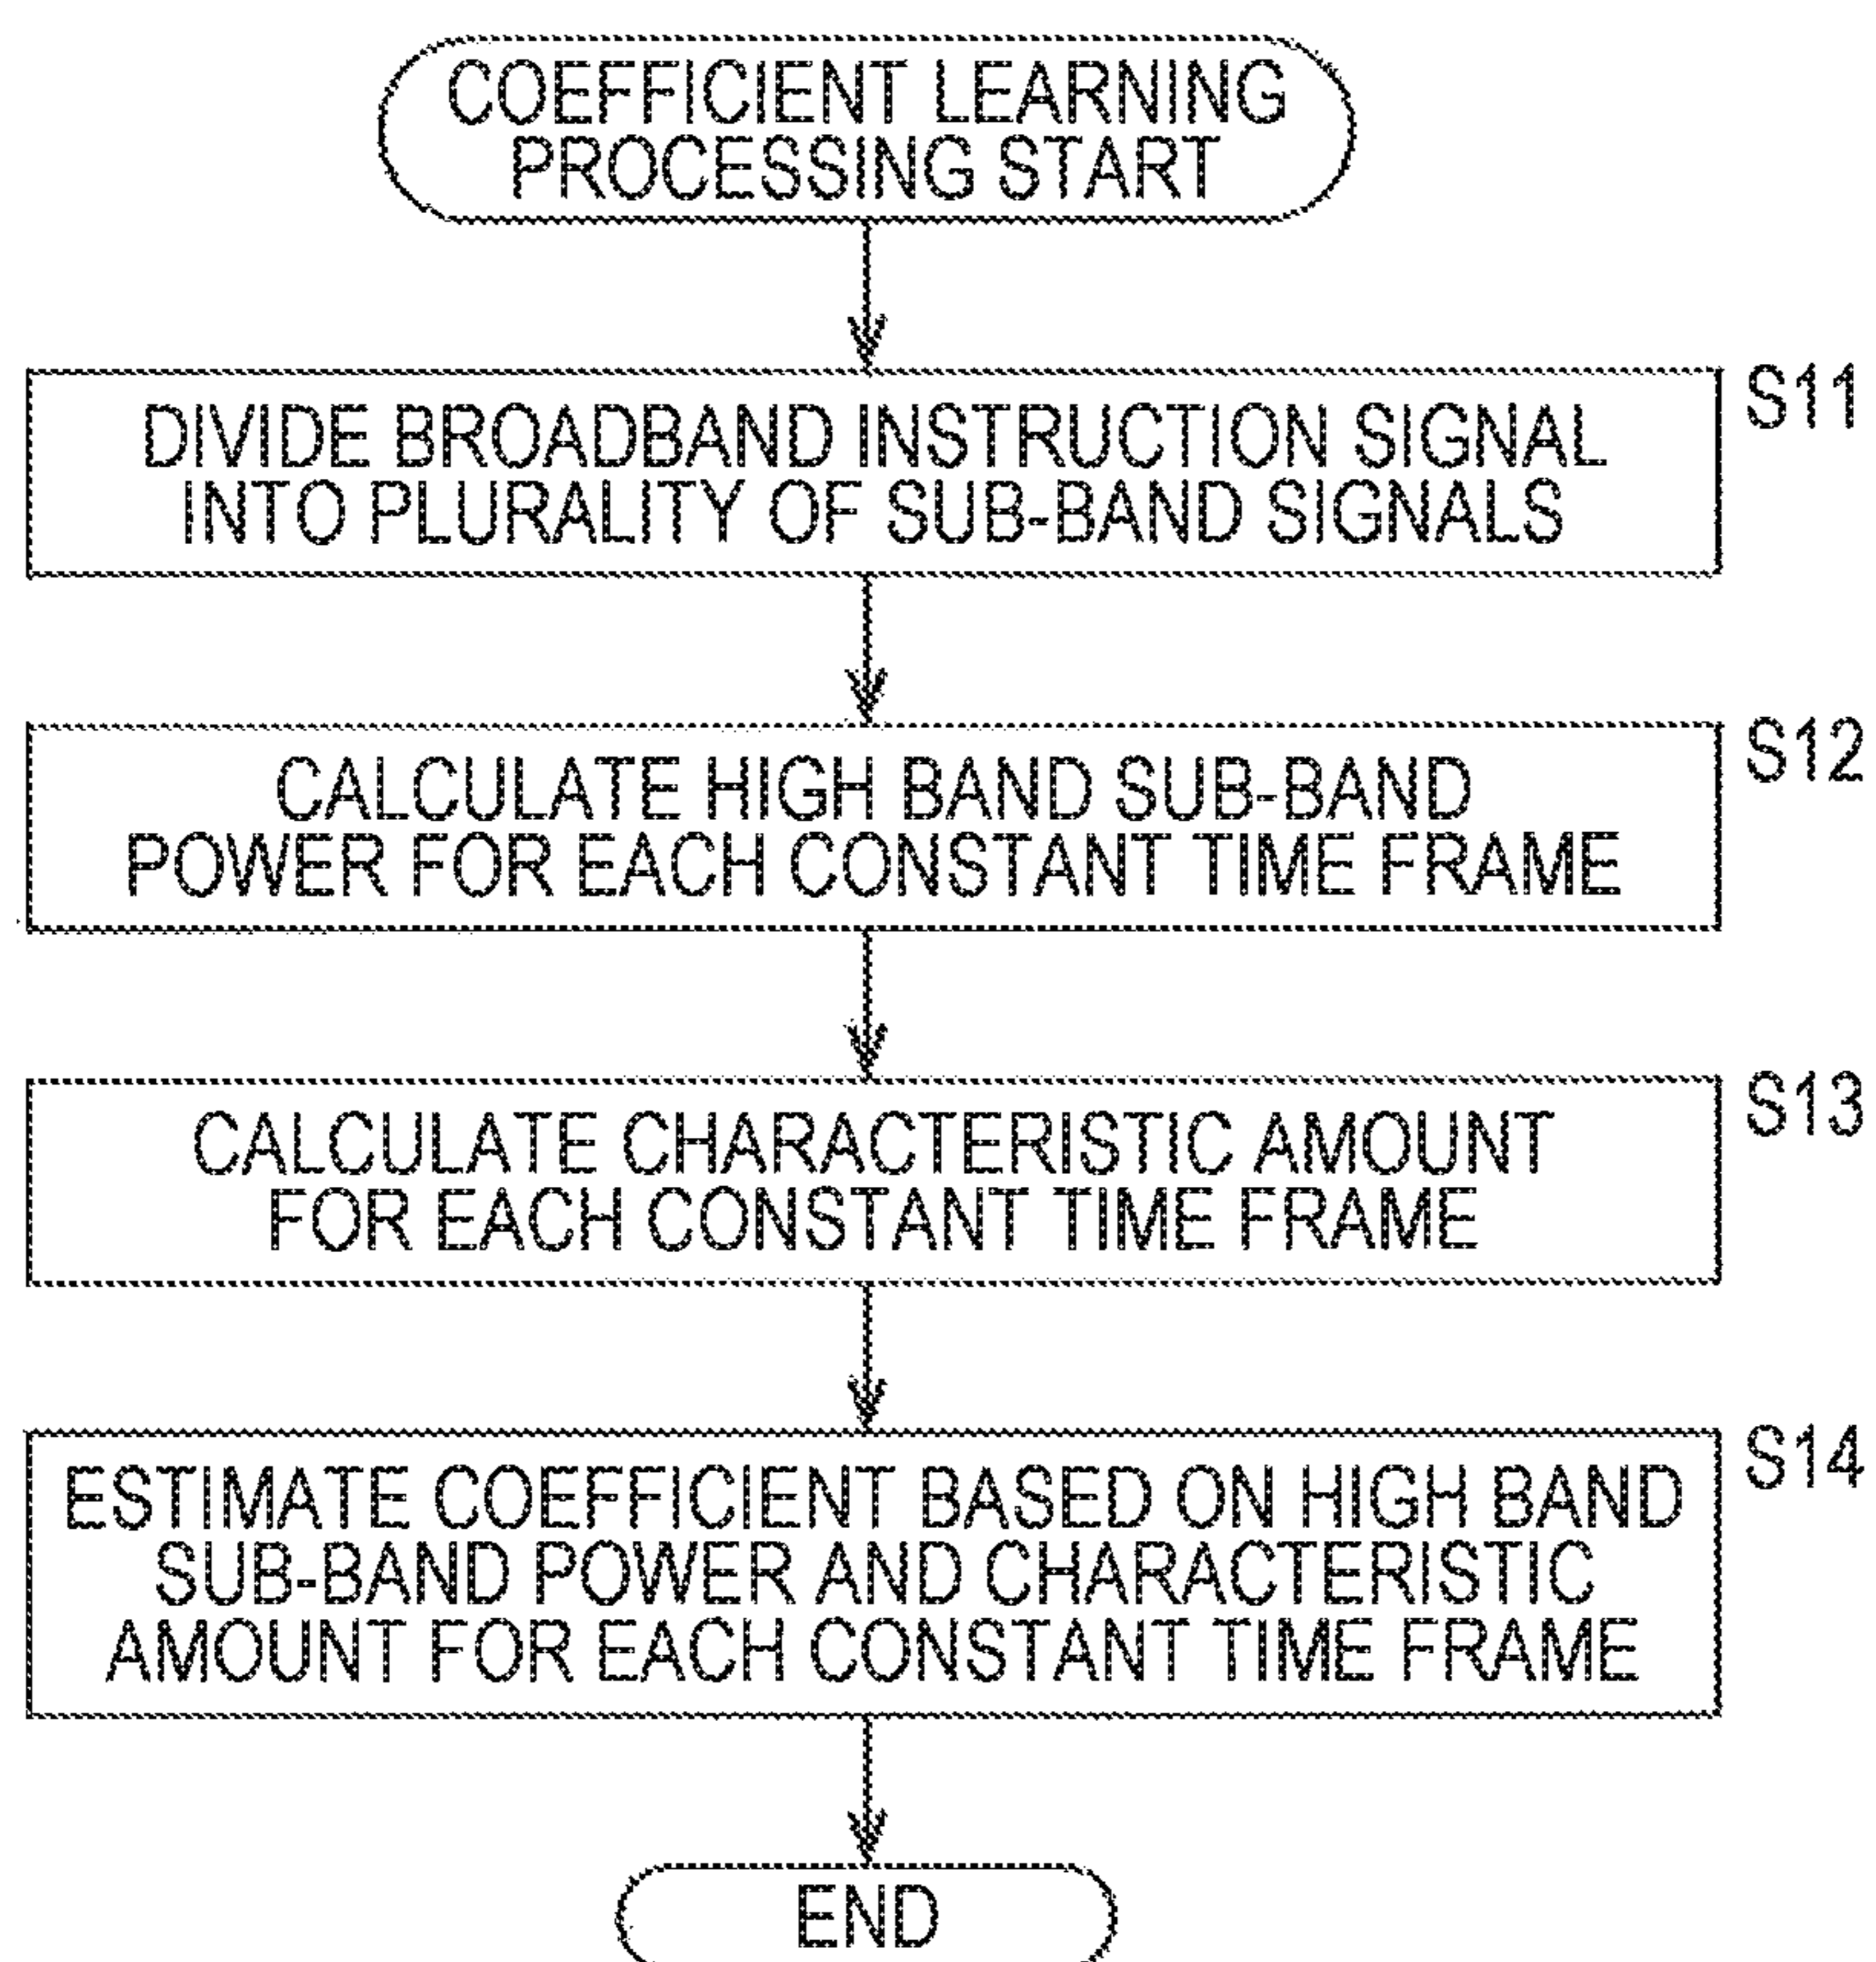 COEFFICIENT LEARNING
PROCESSING START
S11
DIVIDE BROADBAND INSTRUCTION SIGNAL
INTO PLURALITY OF SUB-BAND SIGNALS
S12
CALCULATE HIGH BAND SUB-BAND
POWER FOR EACH CONSTANT TIME FRAME
S13
CALCULATE CHARACTERISTIC AMOUNT
FOR EACH CONSTANT TIME FRAME
S14
ESTIMATE COEFFICIENT BASED ON HIGH BAND
SUB-BAND POWER AND CHARACTERISTIC
AMOUNT FOR EACH CONSTANT TIME FRAME
END